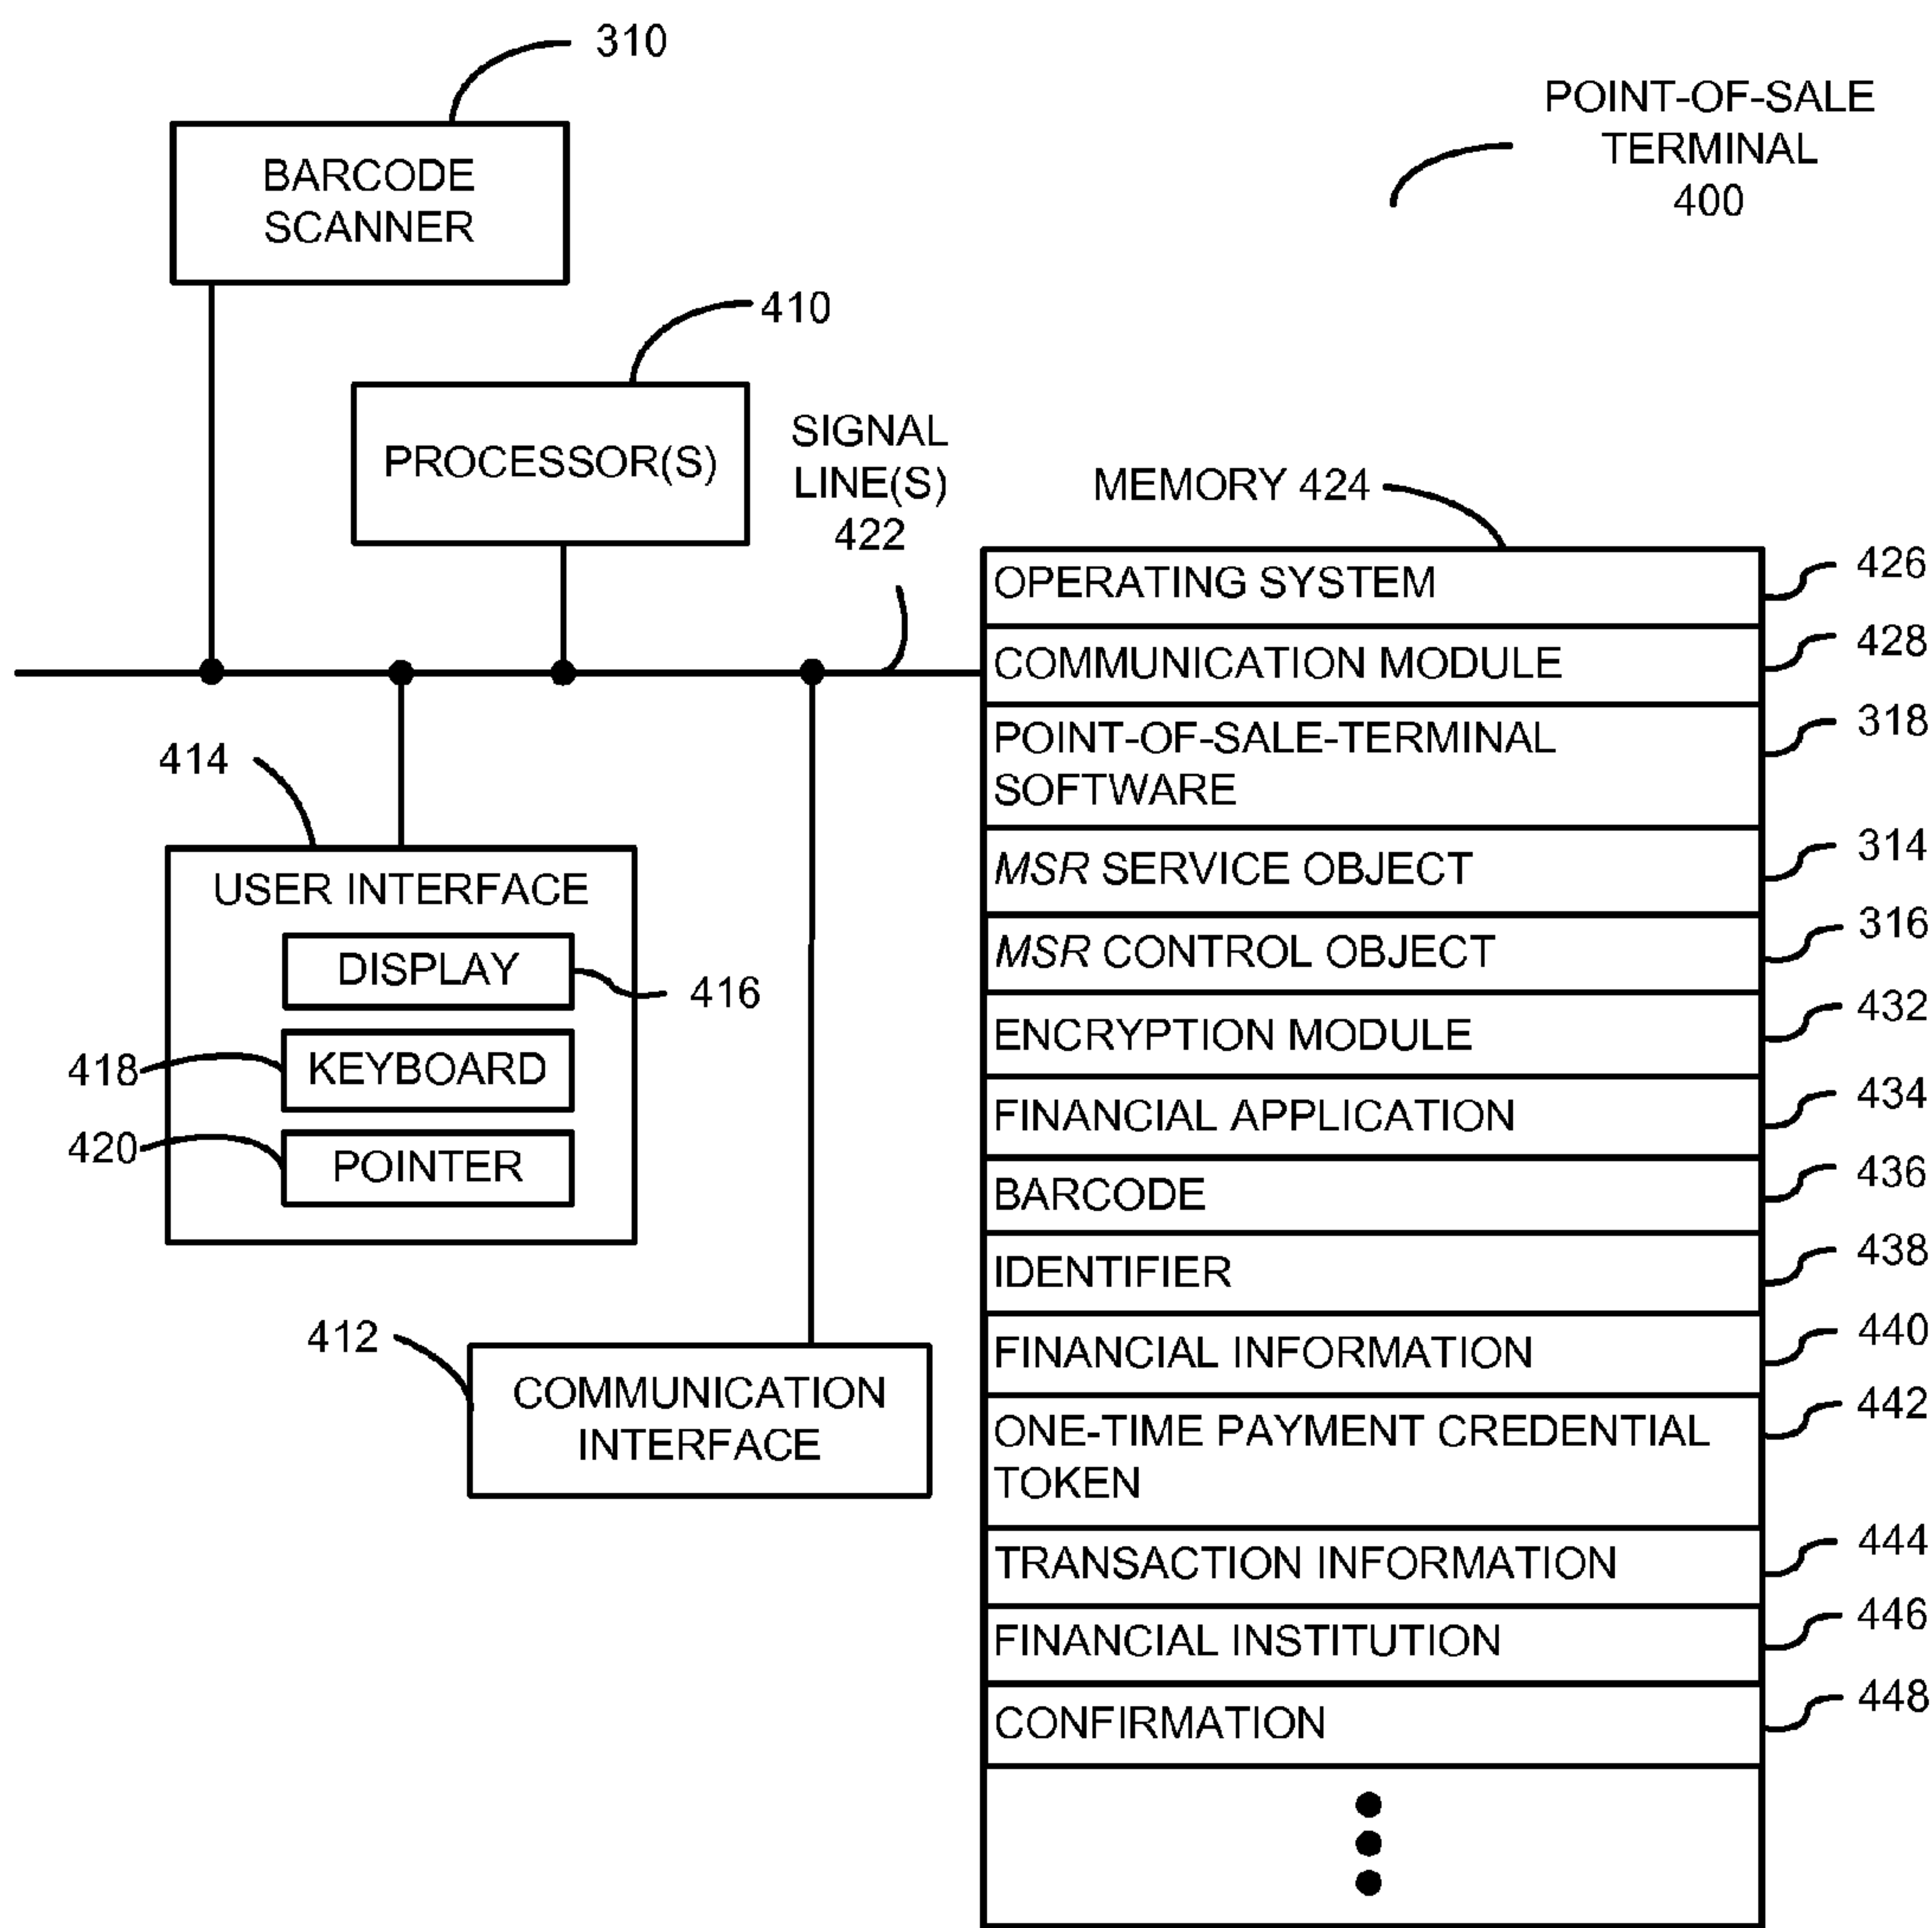 310
POINT-OF-SALE
TERMINAL
400
BARCODE
SCANNER
410
PROCESSOR(S)
SIGNAL
LINE(S)
422
MEMORY 424
OPERATING SYSTEM
426
COMMUNICATION MODULE
428
POINT-OF-SALE-TERMINAL
SOFTWARE
318
MSR SERVICE OBJECT
314
MSR CONTROL OBJECT
316
ENCRYPTION MODULE
432
FINANCIAL APPLICATION
434
BARCODE
436
IDENTIFIER
438
FINANCIAL INFORMATION
440
ONE-TIME PAYMENT CREDENTIAL
TOKEN
442
TRANSACTION INFORMATION
444
FINANCIAL INSTITUTION
446
CONFIRMATION
448
414
USER INTERFACE
DISPLAY
416
418
KEYBOARD
420
POINTER
412
COMMUNICATION
INTERFACE